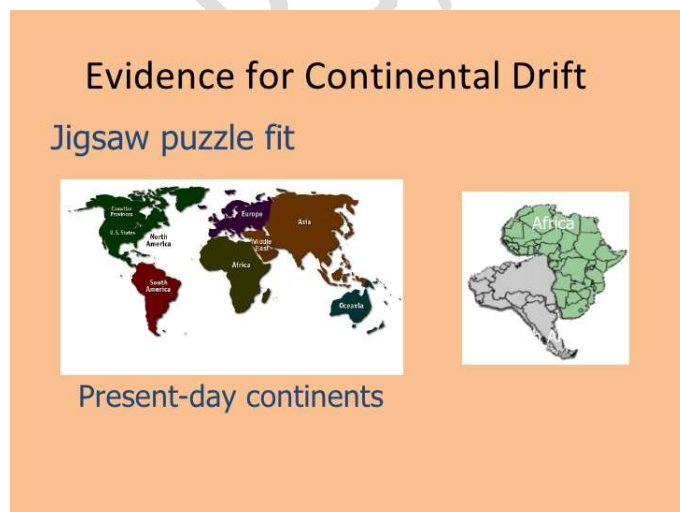 Evidence for Continental Drift
Jigsaw puzzle fit
Canadian
Provinces
U.S. States
North
America
South
America
Europe
Asia
Middle
East
Africa
Oceania
Africa
Present-day continents